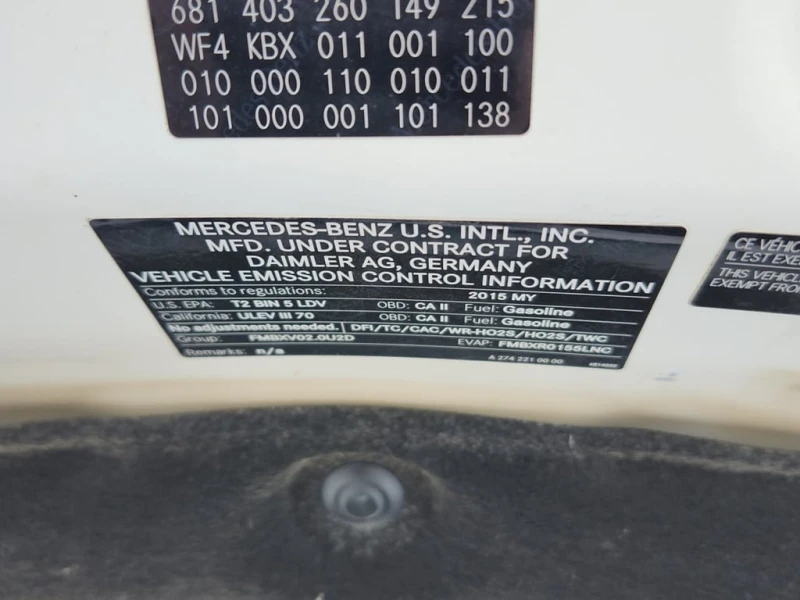 681 403 260 149 215
WF4 KBX 011 001 100
010 000 110 010 011
101 000 001 101 138
MERCEDES-BENZ U.S. INTL., INC.
MFD. UNDER CONTRACT FOR
DAIMLER AG, GERMANY
VEHICLE EMISSION CONTROL INFORMATION
Conforms to regulations: 2015 MY
U.S. EPA: T2 BIN 5 LDV OBD: CA II Fuel: Gasoline
California: ULEV III 70 OBD: CA II Fuel: Gasoline
No adjustments needed. DFI/TC/CAC/WR-HO2S/HO2S/TWC
Group: FMBXV02.0U2D EVAP: FMBXR0155LNC
Remarks: n/a A 274 221 00 00
CE VÉHIC
IL EST EXE
THIS VEHICL
EXEMPT FROM